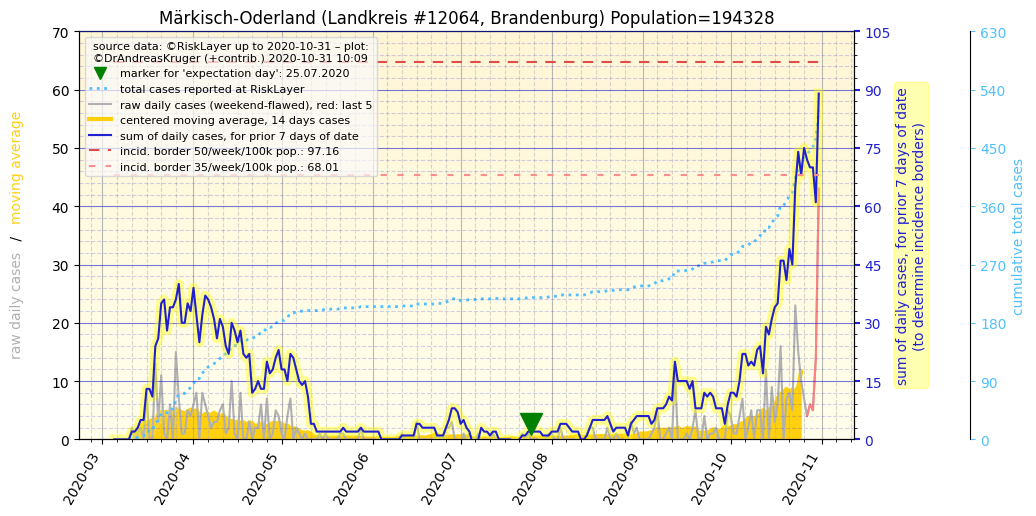 Märkisch-Oderland (Landkreis #12064, Brandenburg) Population=194328
source data: ©RiskLayer up to 2020-10-31 – plot:
©DrAndreasKruger (±contrib.) 2020-10-31 10:09
marker for 'expectation day': 25.07.2020
total cases reported at RiskLayer
raw daily cases (weekend-flawed), red: last 5
centered moving average, 14 days cases
sum of daily cases, for prior 7 days of date
incid. border 50/week/100k pop.: 97.16
incid. border 35/week/100k pop.: 68.01
raw daily cases / moving average
70
60
50
40
30
20
10
0
105
90
75
60
45
30
15
0
sum of daily cases, for prior 7 days of date
(to determine incidence borders)
630
540
450
360
270
180
90
0
cumulative total cases
2020-03
2020-04
2020-05
2020-06
2020-07
2020-08
2020-09
2020-10
2020-11